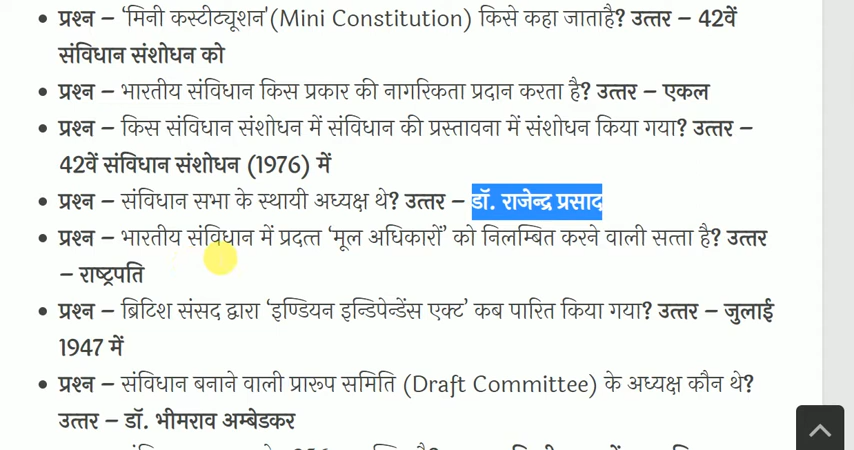 • प्रश्न – ‘मिनी कस्टीट्यूशन'(Mini Constitution) किसे कहा जाताहै? उत्तर – 42वें
संविधान संशोधन को
• प्रश्न – भारतीय संविधान किस प्रकार की नागरिकता प्रदान करता है? उत्तर – एकल
• प्रश्न – किस संविधान संशोधन में संविधान की प्रस्तावना में संशोधन किया गया? उत्तर –
42वें संविधान संशोधन (1976) में
• प्रश्न – संविधान सभा के स्थायी अध्यक्ष थे? उत्तर – डॉ. राजेन्द्र प्रसाद
• प्रश्न – भारतीय संविधान में प्रदत्त ‘मूल अधिकारों’ को निलम्बित करने वाली सत्ता है? उत्तर
– राष्ट्रपति
• प्रश्न – ब्रिटिश संसद द्वारा ‘इण्डियन इन्डिपेन्डेंस एक्ट’ कब पारित किया गया? उत्तर – जुलाई
1947 में
• प्रश्न – संविधान बनाने वाली प्रारूप समिति (Draft Committee) के अध्यक्ष कौन थे?
उत्तर – डॉ. भीमराव अम्बेडकर